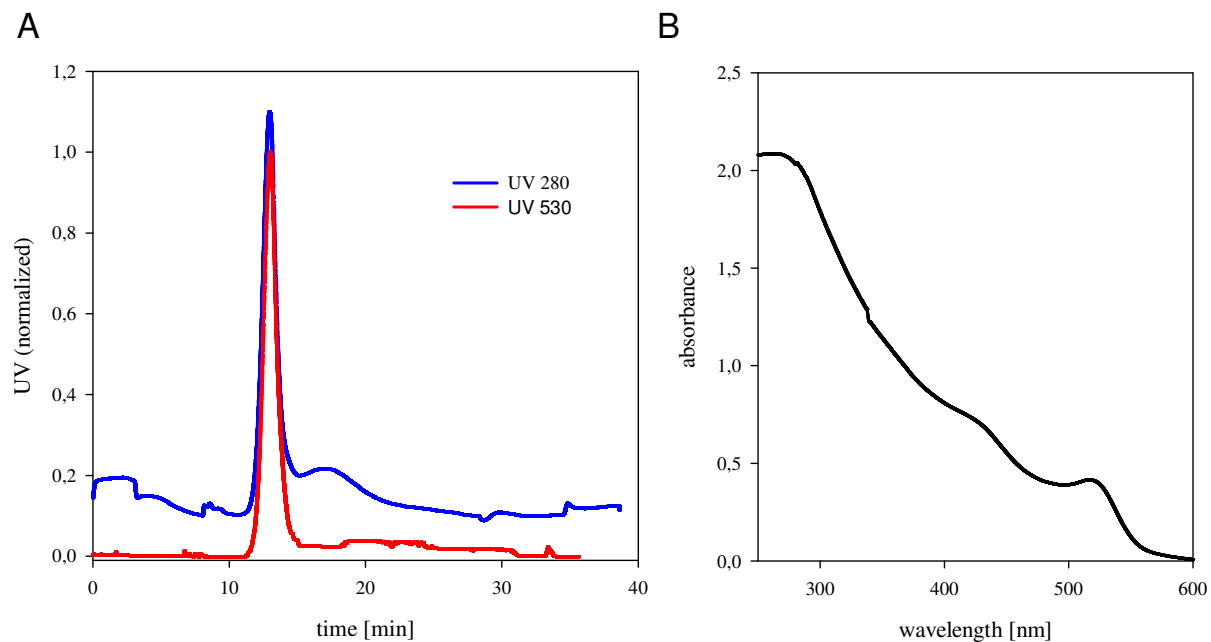 A
UV (normalized)
1,2
1,0
0,8
0,6
0,4
0,2
0,0
0 10 20 30 40
time [min]
UV 280
UV 530
B
absorbance
2,5
2,0
1,5
1,0
0,5
0,0
300 400 500 600
wavelength [nm]